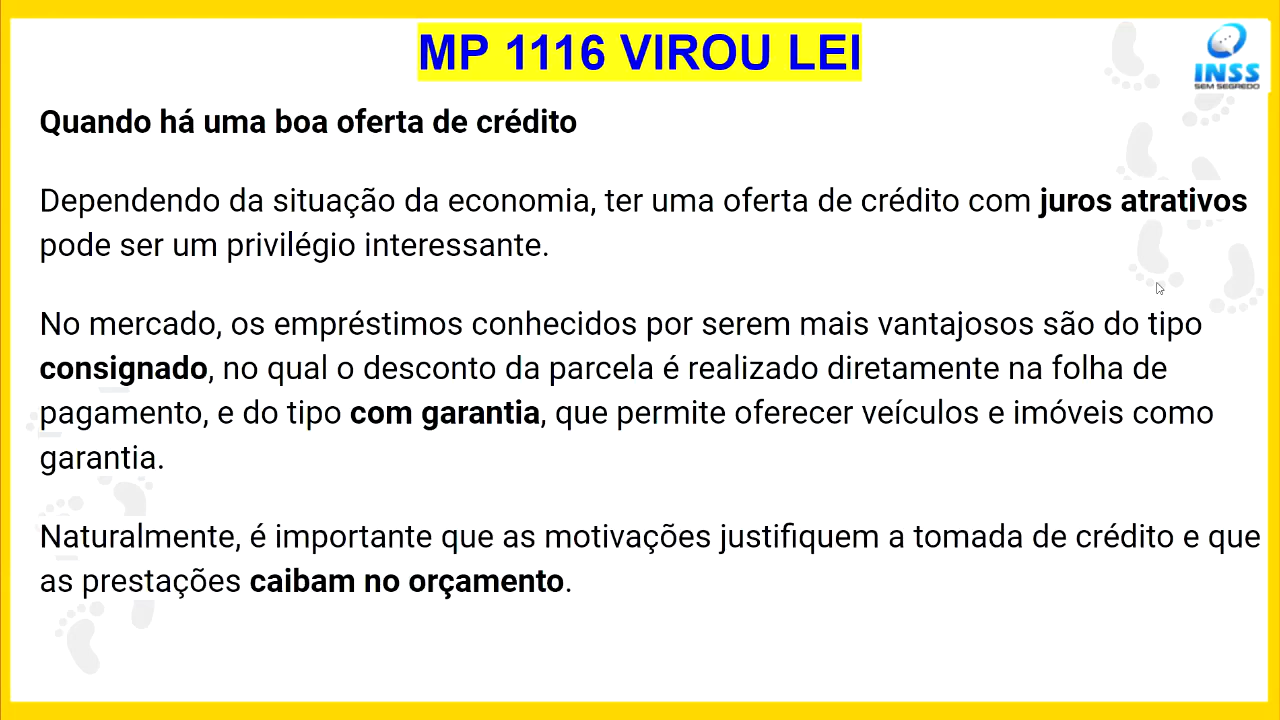 MP 1116 VIROU LEI
INSS
SEM SEGREDO
Quando há uma boa oferta de crédito
Dependendo da situação da economia, ter uma oferta de crédito com juros atrativos
pode ser um privilégio interessante.
No mercado, os empréstimos conhecidos por serem mais vantajosos são do tipo
consignado, no qual o desconto da parcela é realizado diretamente na folha de
pagamento, e do tipo com garantia, que permite oferecer veículos e imóveis como
garantia.
Naturalmente, é importante que as motivações justifiquem a tomada de crédito e que
as prestações caibam no orçamento.